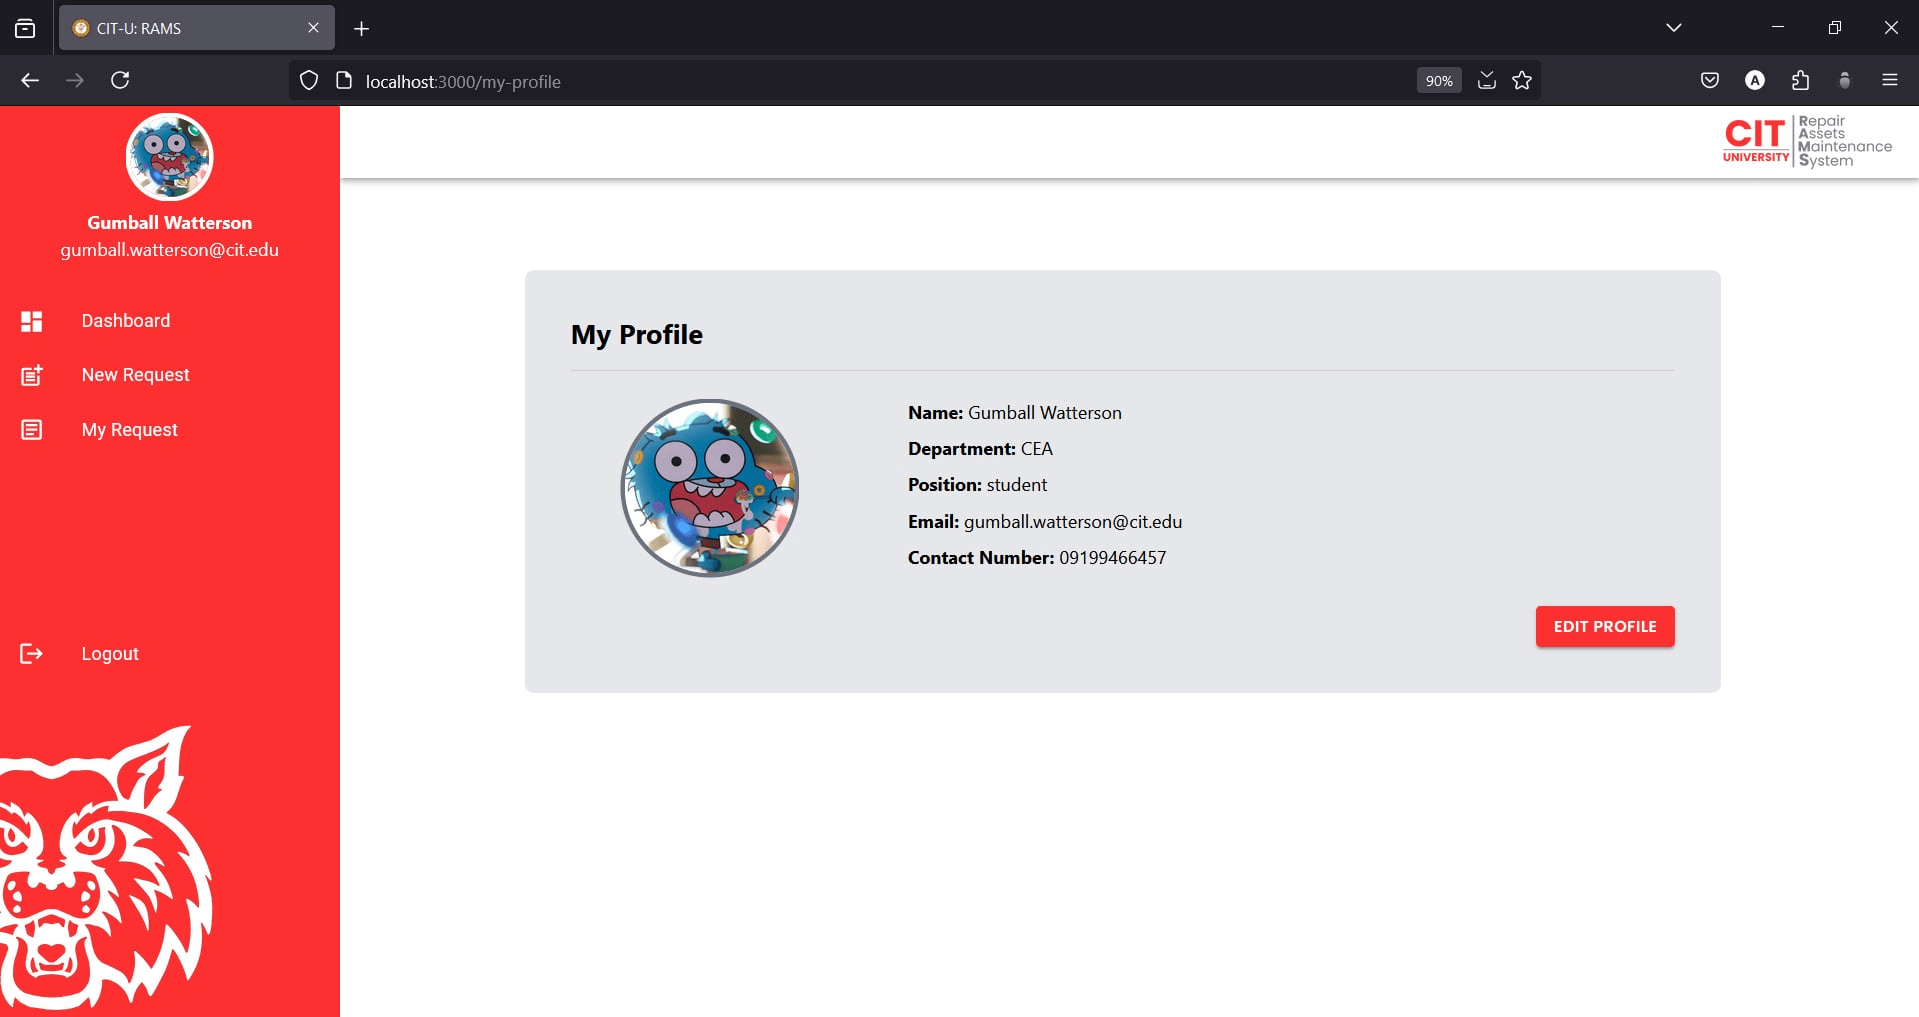 CIT-U: RAMS
localhost:3000/my-profile
90%
A
Gumball Watterson
gumball.watterson@cit.edu
Dashboard
New Request
My Request
Logout
CIT
UNIVERSITY
Repair
Assets
Maintenance
System
My Profile
Name: Gumball Watterson
Department: CEA
Position: student
Email: gumball.watterson@cit.edu
Contact Number: 09199466457
EDIT PROFILE